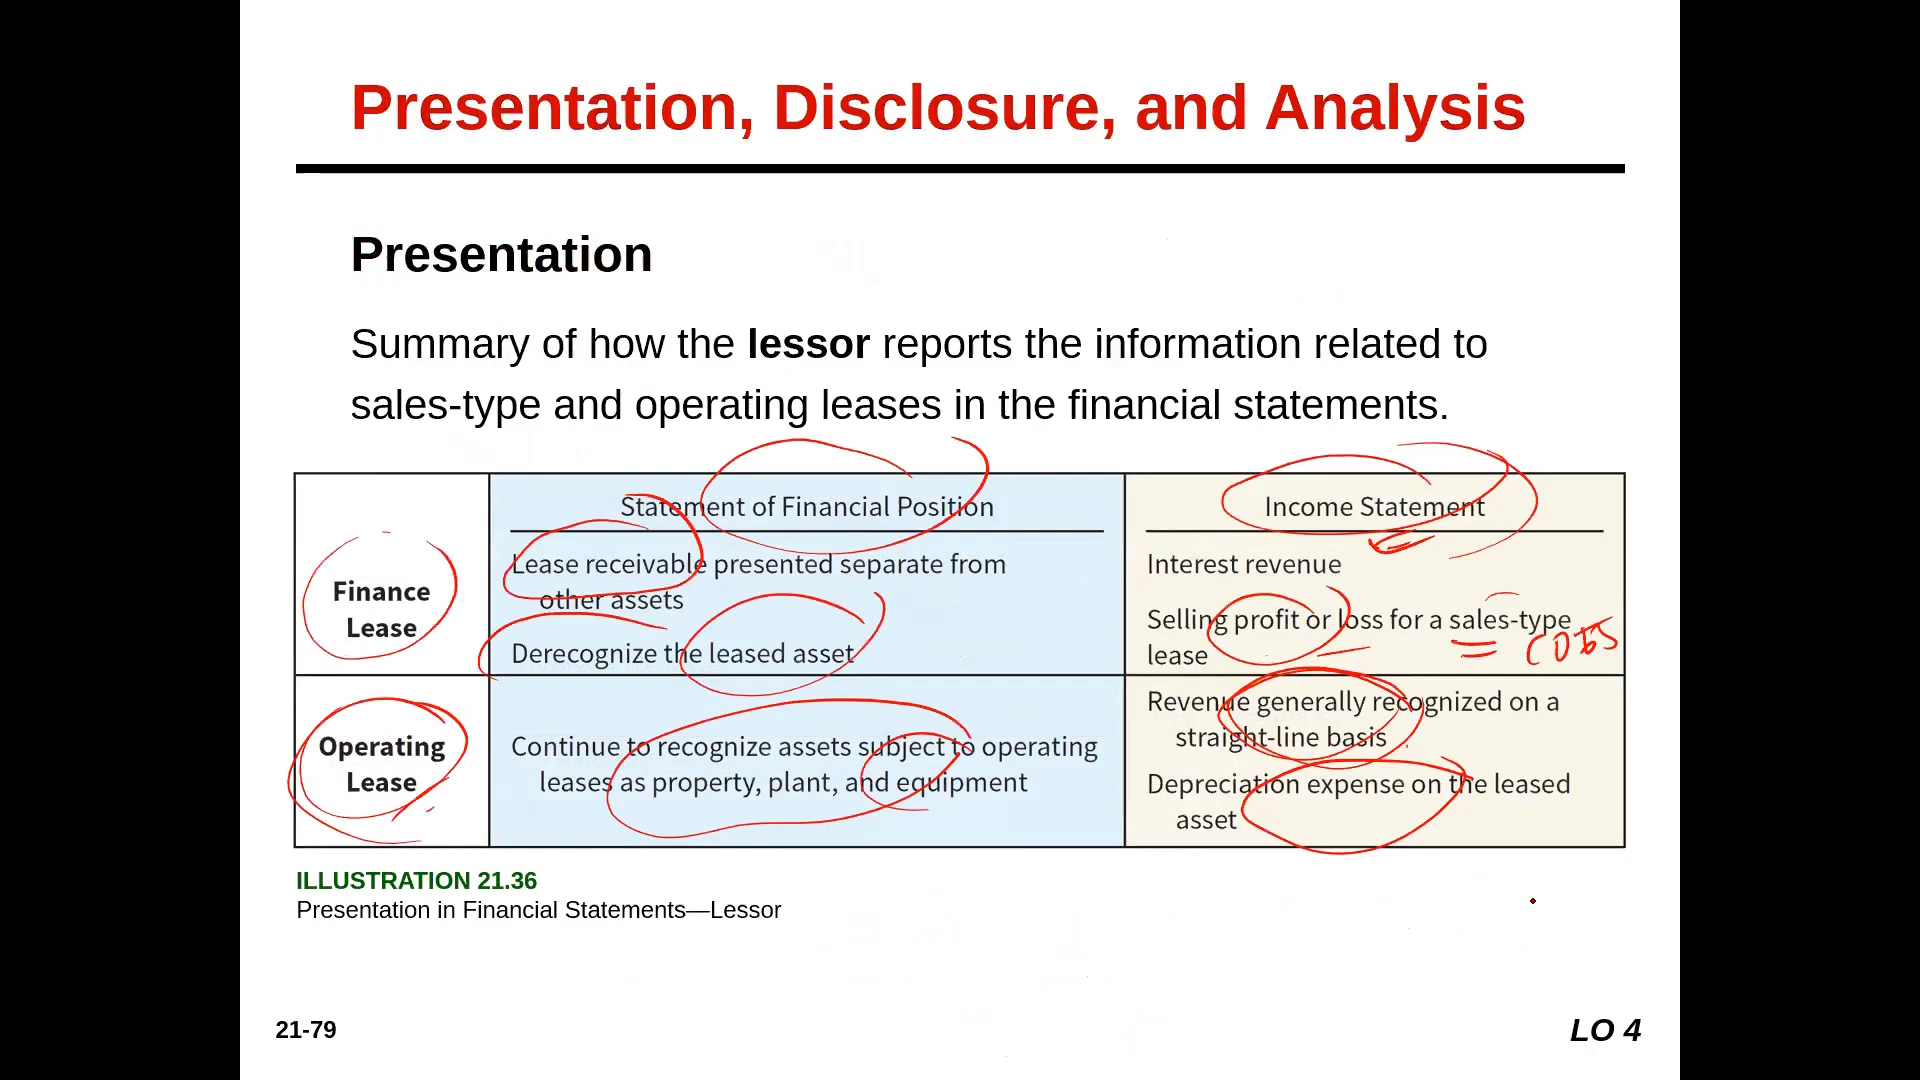 Presentation, Disclosure, and Analysis
Presentation
Summary of how the lessor reports the information related to
sales-type and operating leases in the financial statements.
Statement of Financial Position
Income Statement
Finance
Lease
Lease receivable presented separate from
other assets
Derecognize the leased asset
Interest revenue
Selling profit or loss for a sales-type
lease
Operating
Lease
Continue to recognize assets subject to operating
leases as property, plant, and equipment
Revenue generally recognized on a
straight-line basis
Depreciation expense on the leased
asset
ILLUSTRATION 21.36
Presentation in Financial Statements—Lessor
21-79
LO 4